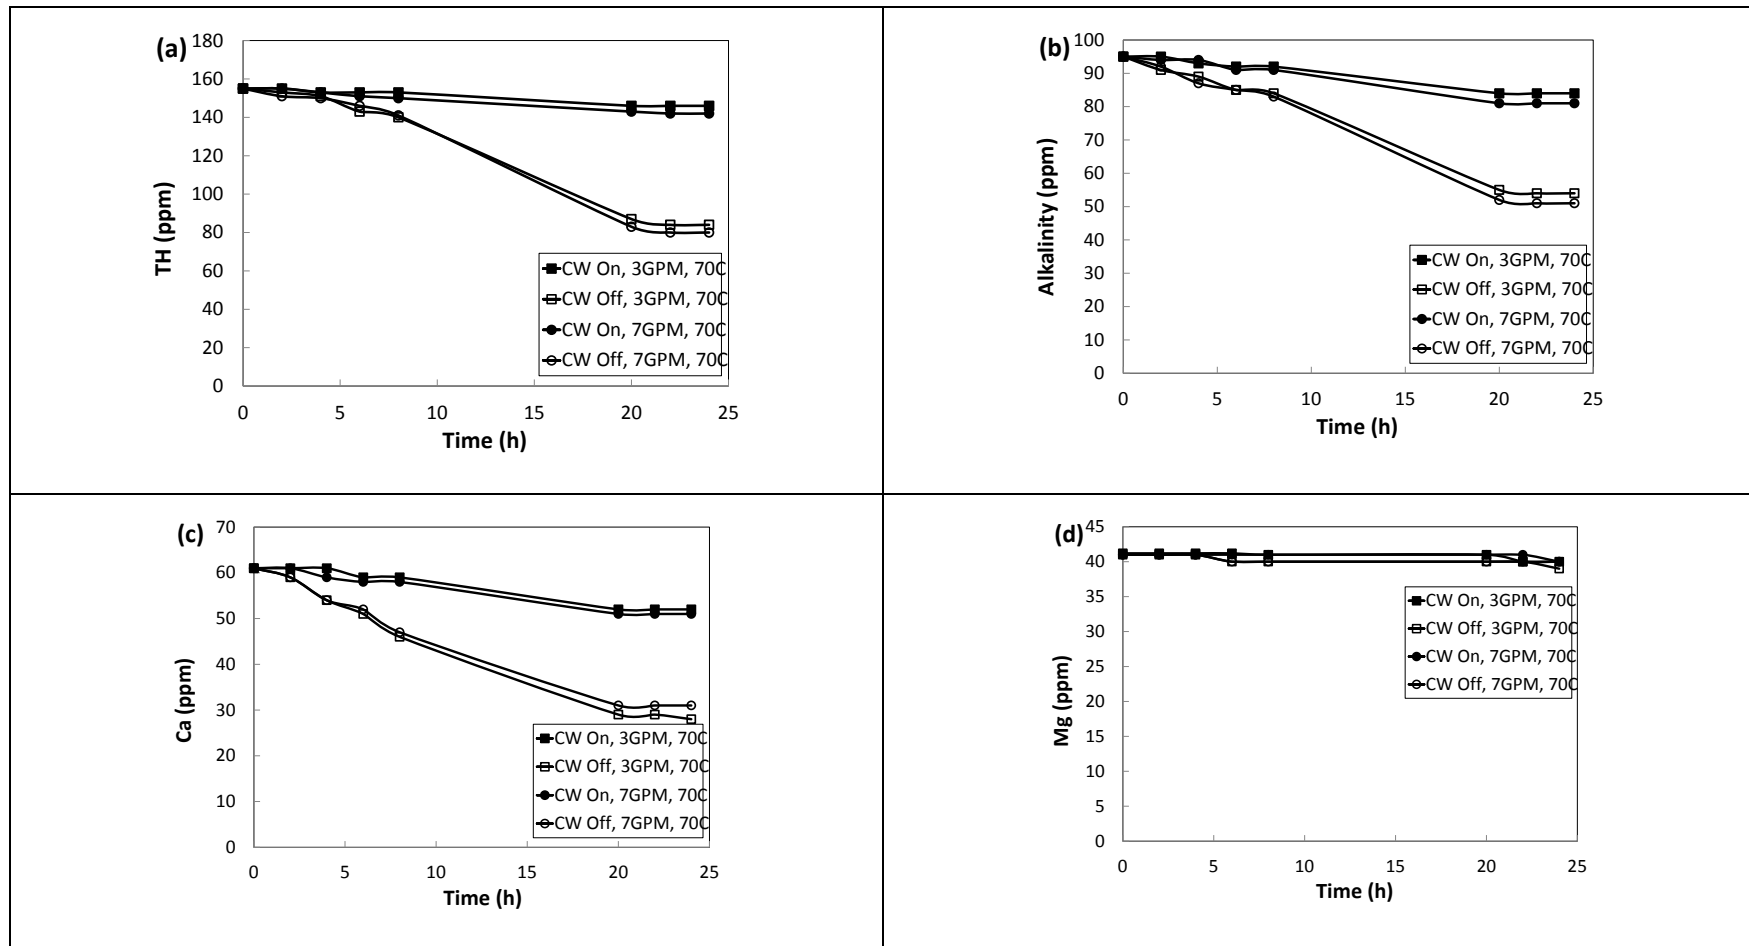 (a)
180
160
140
120
100
80
60
40
20
0
TH (ppm)
CW On, 3GPM, 70C
CW Off, 3GPM, 70C
CW On, 7GPM, 70C
CW Off, 7GPM, 70C
0 5 10 15 20 25
Time (h)
(b)
100
90
80
70
60
50
40
30
20
10
0
Alkalinity (ppm)
CW On, 3GPM, 70C
CW Off, 3GPM, 70C
CW On, 7GPM, 70C
CW Off, 7GPM, 70C
0 5 10 15 20 25
Time (h)
(c)
70
60
50
40
30
20
10
0
Ca (ppm)
CW On, 3GPM, 70C
CW Off, 3GPM, 70C
CW On, 7GPM, 70C
CW Off, 7GPM, 70C
0 5 10 15 20 25
Time (h)
(d)
45
40
35
30
25
20
15
10
5
0
Mg (ppm)
CW On, 3GPM, 70C
CW Off, 3GPM, 70C
CW On, 7GPM, 70C
CW Off, 7GPM, 70C
0 5 10 15 20 25
Time (h)